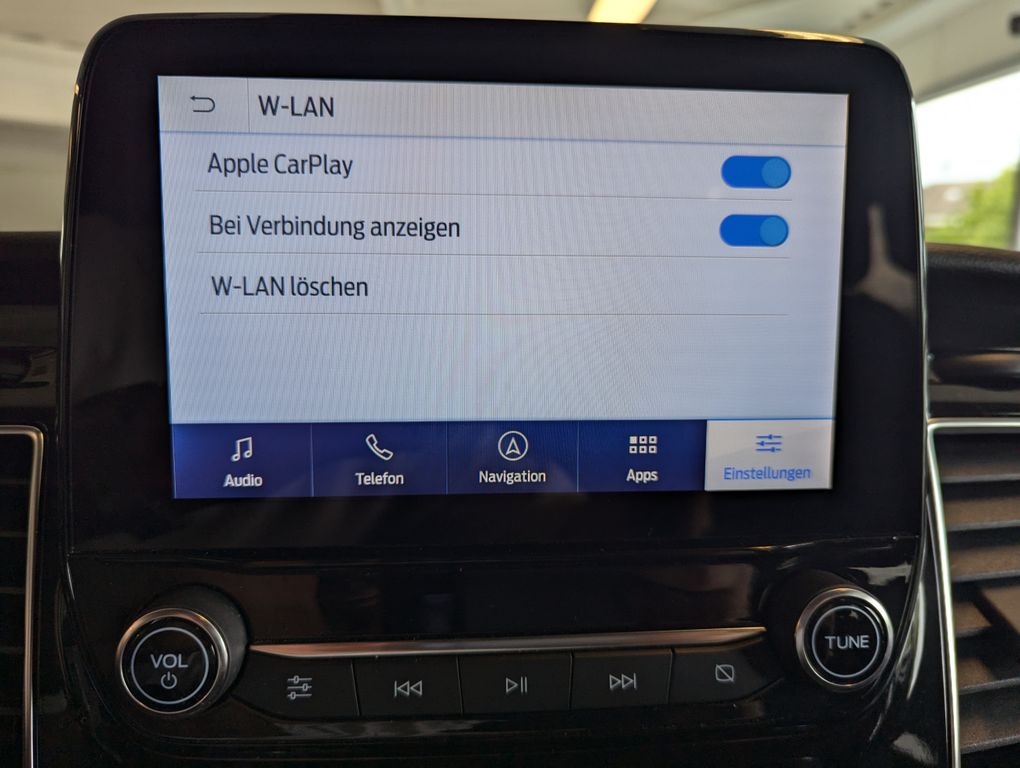 W-LAN
Apple CarPlay
Bei Verbindung anzeigen
W-LAN löschen
Audio
Telefon
Navigation
Apps
Einstellungen
VOL
TUNE